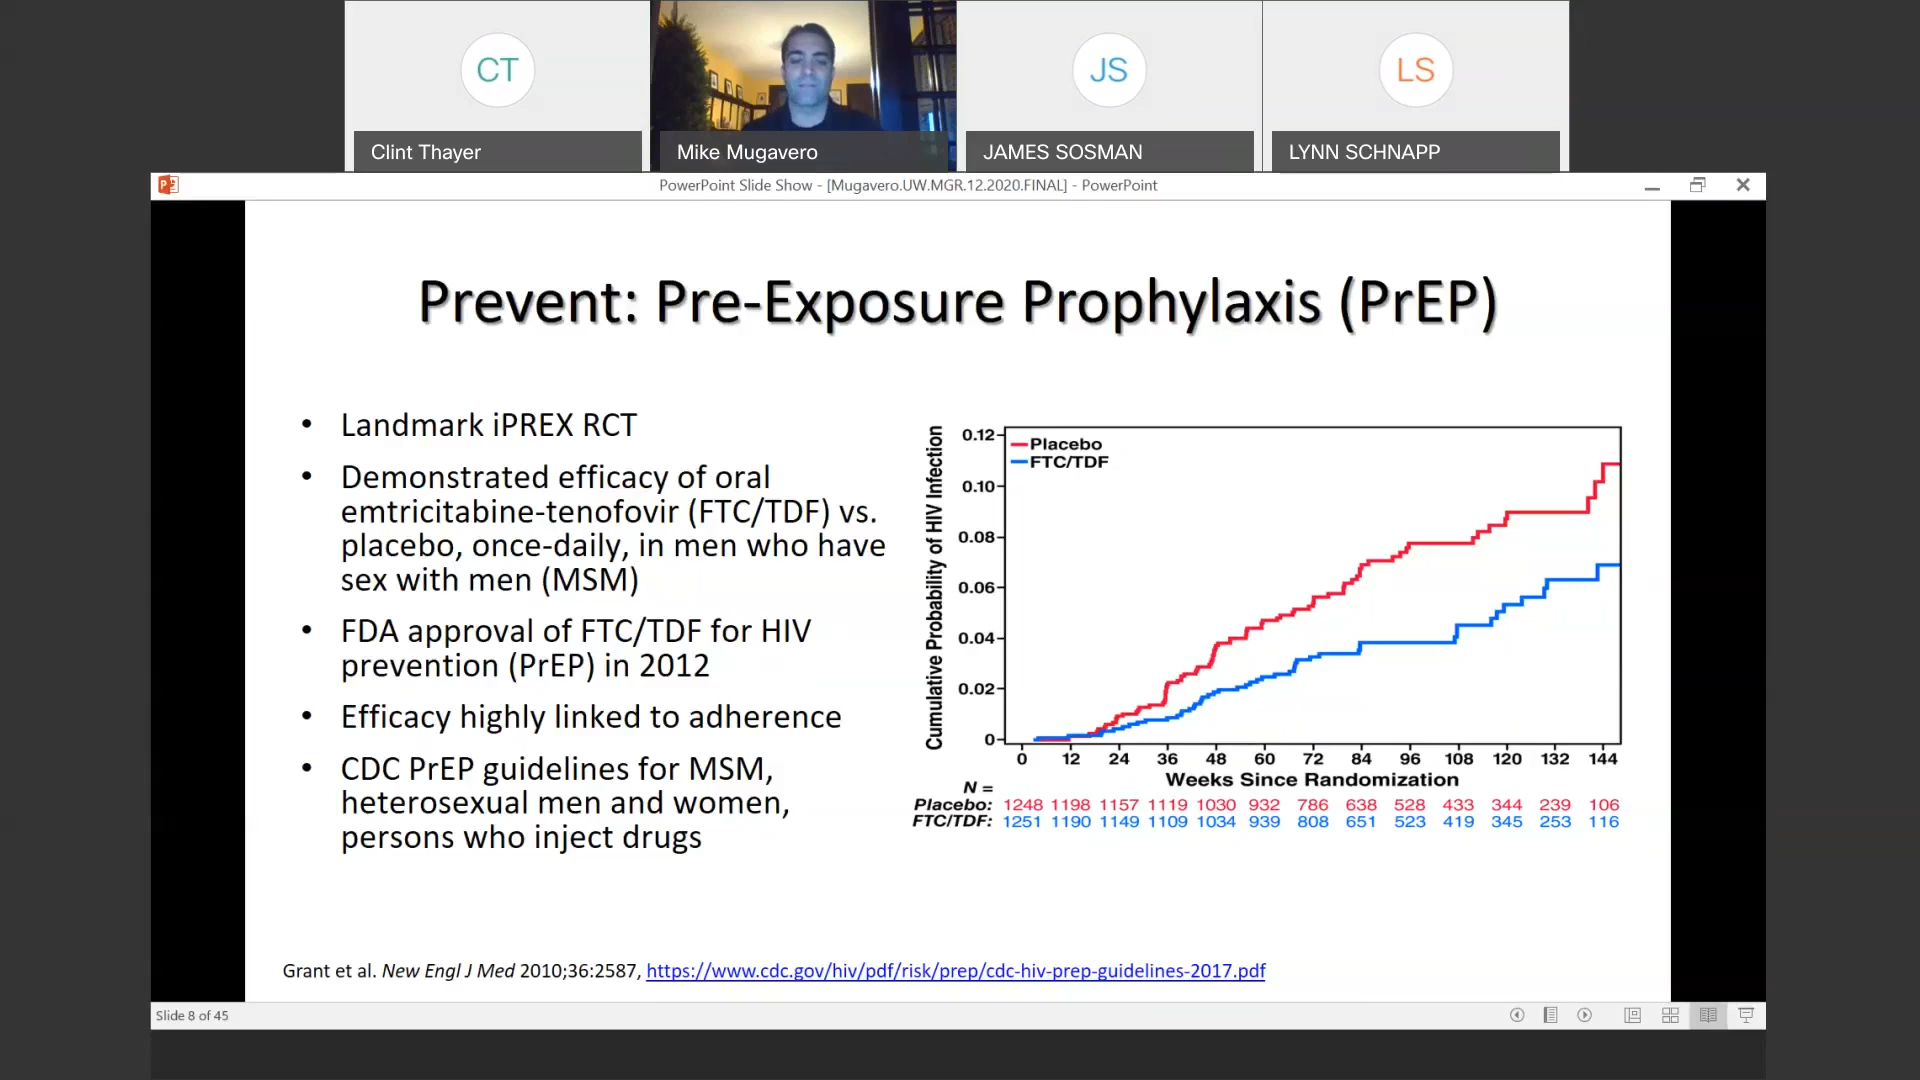 CT
JS
LS
Clint Thayer
Mike Mugavero
JAMES SOSMAN
LYNN SCHNAPP
PowerPoint Slide Show - [Mugavero.UW.MGR.12.2020.FINAL] - PowerPoint
Prevent: Pre-Exposure Prophylaxis (PrEP)
• Landmark iPREX RCT
• Demonstrated efficacy of oral
emtricitabine-tenofovir (FTC/TDF) vs.
placebo, once-daily, in men who have
sex with men (MSM)
• FDA approval of FTC/TDF for HIV
prevention (PrEP) in 2012
• Efficacy highly linked to adherence
• CDC PrEP guidelines for MSM,
heterosexual men and women,
persons who inject drugs
Cumulative Probability of HIV Infection
0.12
0.10
0.08
0.06
0.04
0.02
0
Placebo
FTC/TDF
0 12 24 36 48 60 72 84 96 108 120 132 144
Weeks Since Randomization
N =
Placebo: 1248 1198 1157 1119 1030 932 786 638 528 433 344 239 106
FTC/TDF: 1251 1190 1149 1109 1034 939 808 651 523 419 345 253 116
Grant et al. New Engl J Med 2010;36:2587, https://www.cdc.gov/hiv/pdf/risk/prep/cdc-hiv-prep-guidelines-2017.pdf
Slide 8 of 45